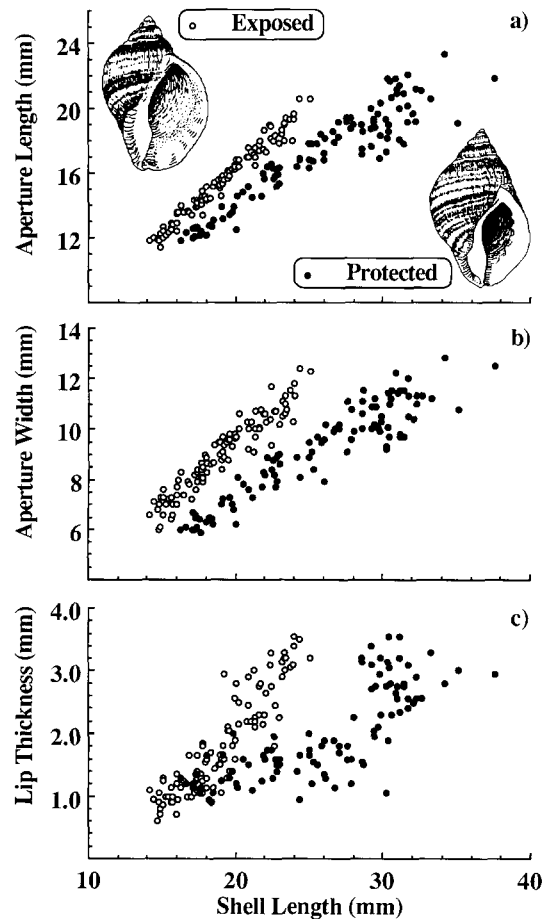 Exposed
a)
24
20
16
12
Aperture Length (mm)
Protected
b)
14
12
10
8
6
Aperture Width (mm)
c)
4.0
3.0
2.0
1.0
Lip Thickness (mm)
10 20 30 40
Shell Length (mm)